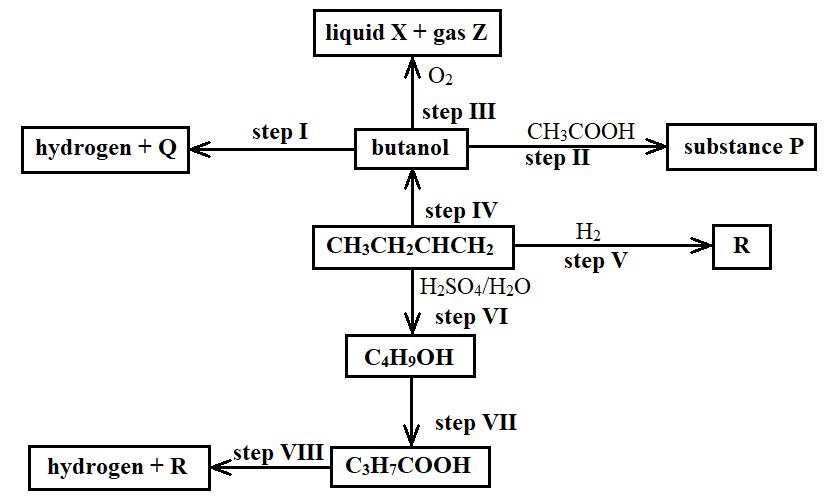 liquid X + gas Z
O₂
step III
step I
hydrogen + Q
butanol
CH₃COOH
step II
substance P
step IV
CH₃CH₂CHCH₂
H₂
step V
R
H₂SO₄/H₂O
step VI
C₄H₉OH
step VII
step VIII
hydrogen + R
C₃H₇COOH